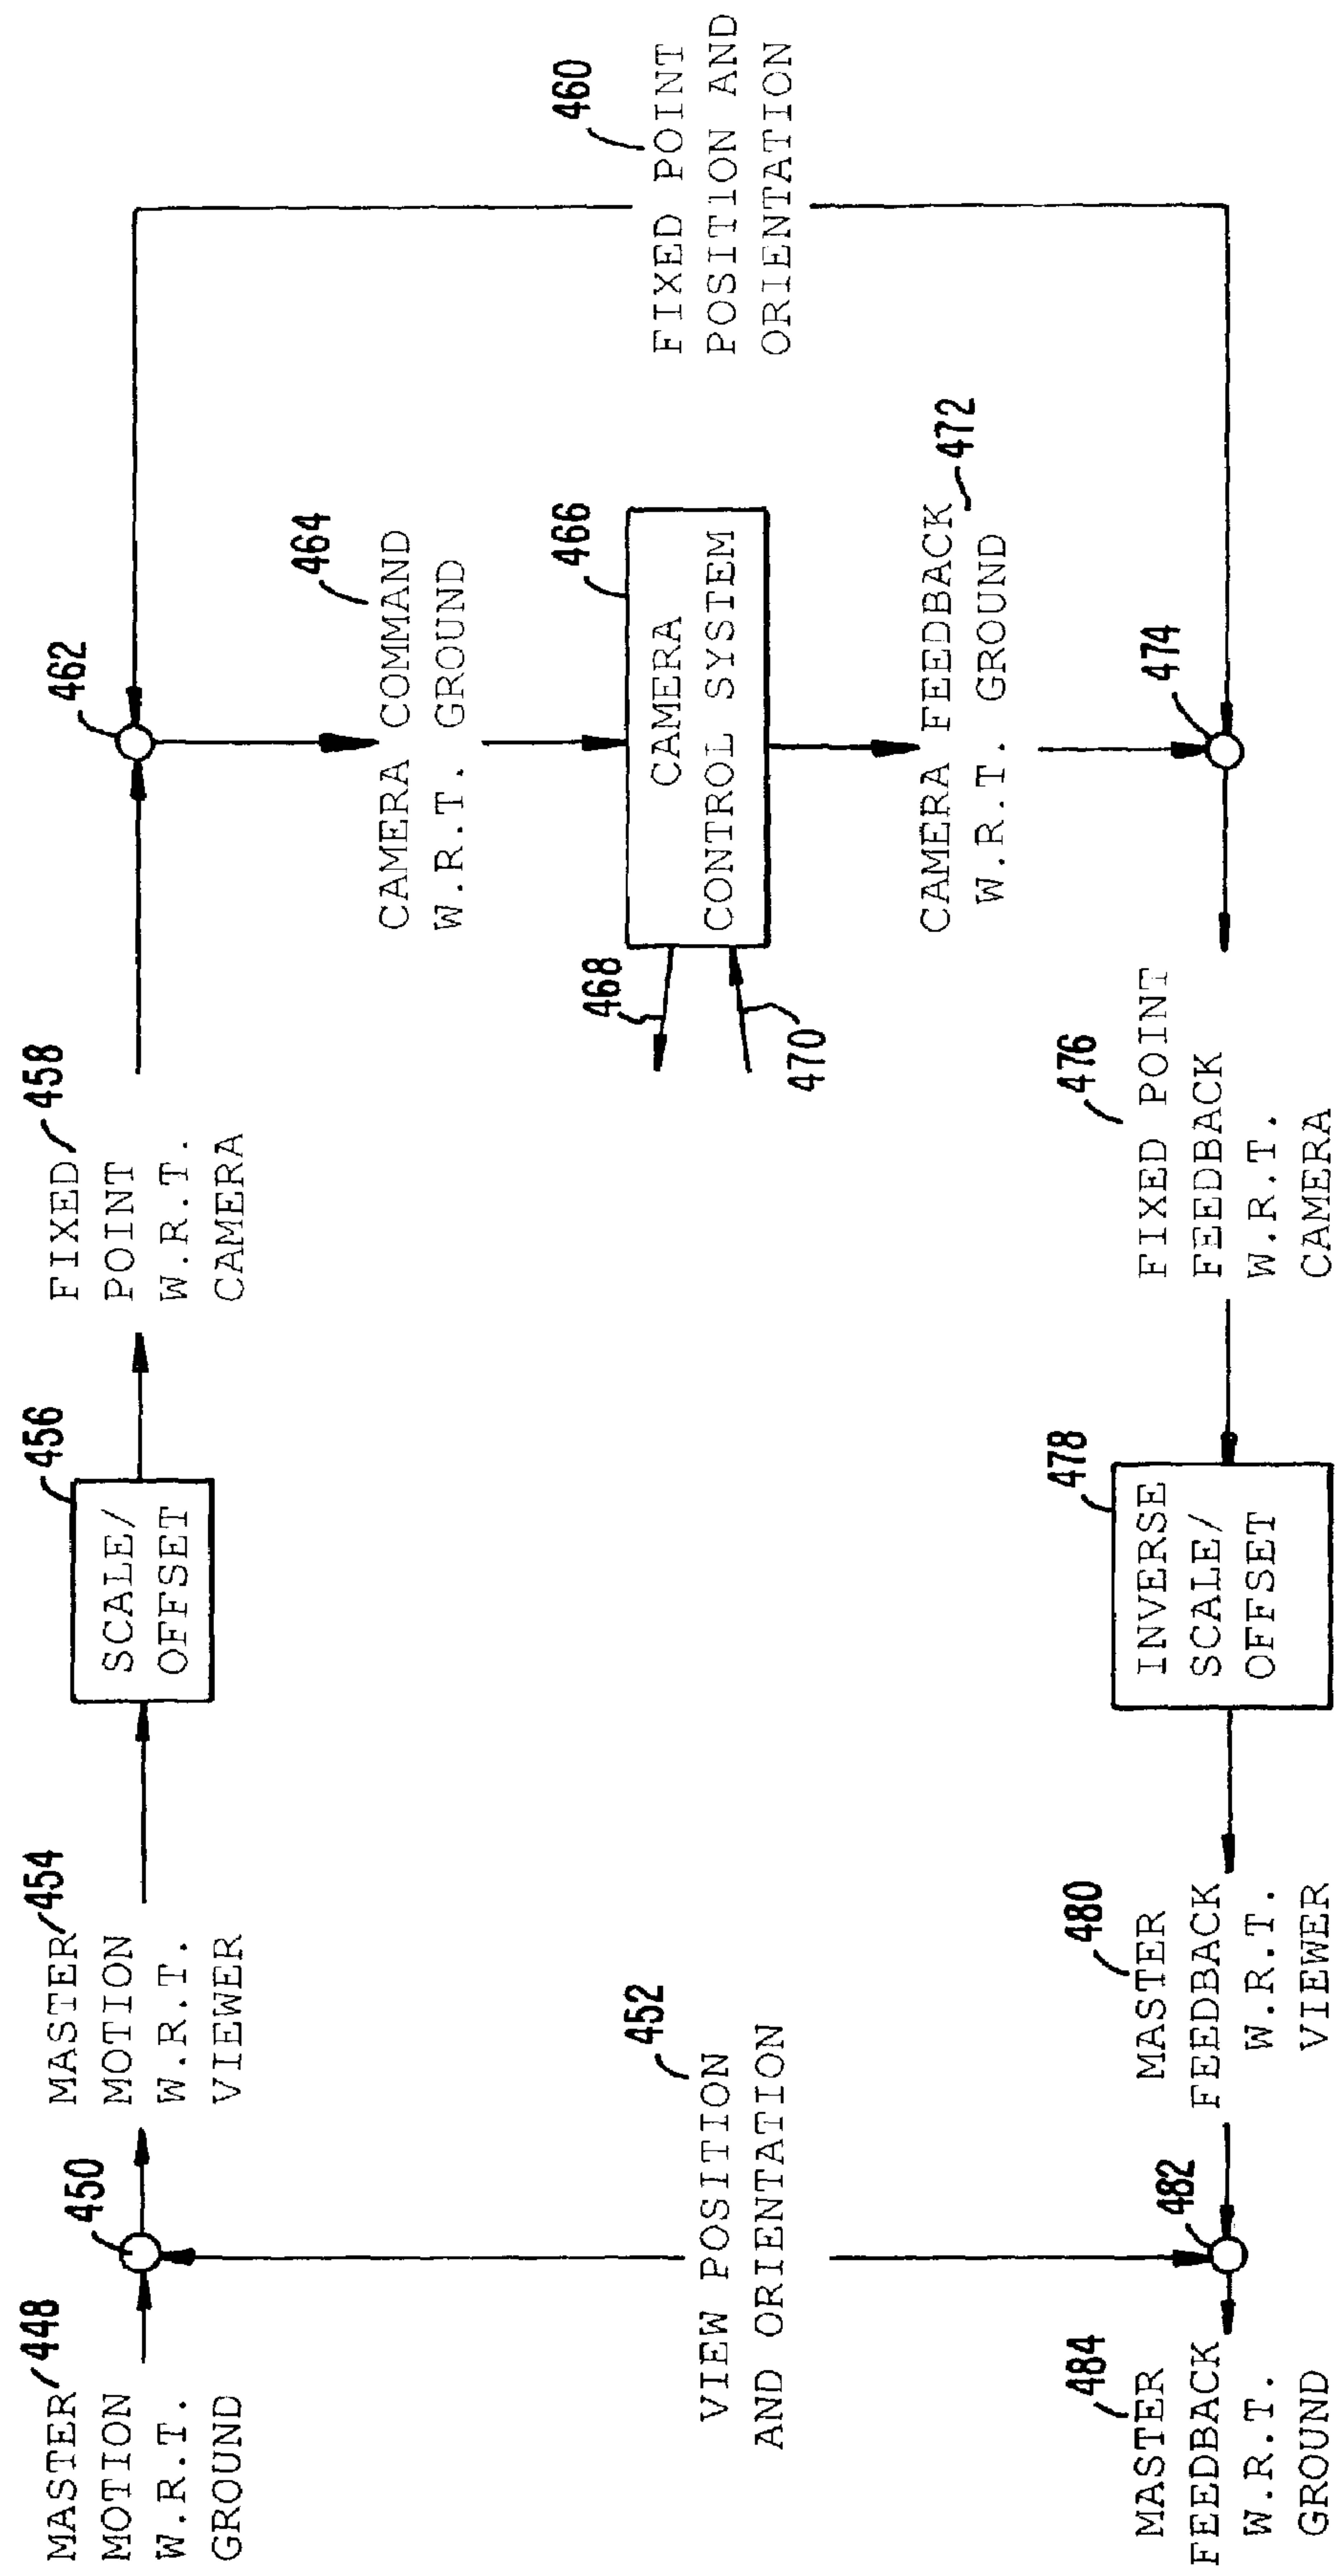 MASTER 448
MOTION
W.R.T.
GROUND
450
MASTER 454
MOTION
W.R.T.
VIEWER
456
SCALE/
OFFSET
FIXED 458
POINT
W.R.T.
CAMERA
462
464
CAMERA COMMAND
W.R.T. GROUND
452
VIEW POSITION
AND ORIENTATION
468
470
466
CAMERA
CONTROL SYSTEM
460
FIXED POINT
POSITION AND
ORIENTATION
CAMERA FEEDBACK 472
W.R.T. GROUND
484
MASTER
FEEDBACK
W.R.T.
GROUND
482
480
MASTER
FEEDBACK
W.R.T.
VIEWER
478
INVERSE
SCALE/
OFFSET
476
FIXED POINT
FEEDBACK
W.R.T.
CAMERA
474